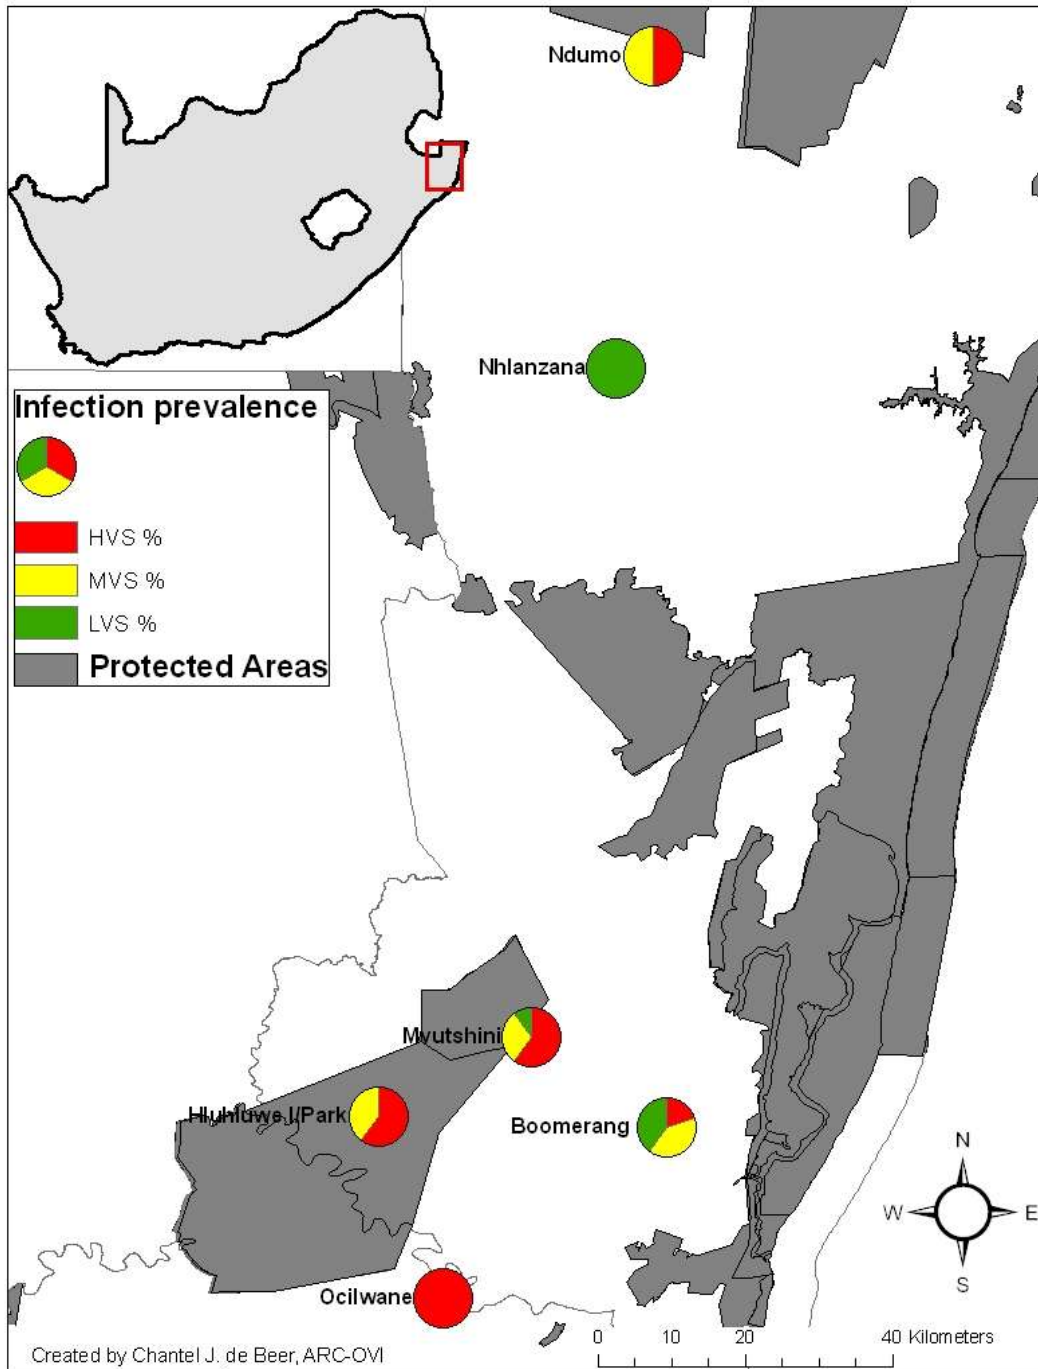 Ndumo
Nhlanzana
Infection prevalence
HVS %
MVS %
LVS %
Protected Areas
Mvutshini
Hluhluwe I/Park
Boomerang
N
W E
S
Ocilwane
0 10 20 40 Kilometers
Created by Chantel J. de Beer, ARC-OVI